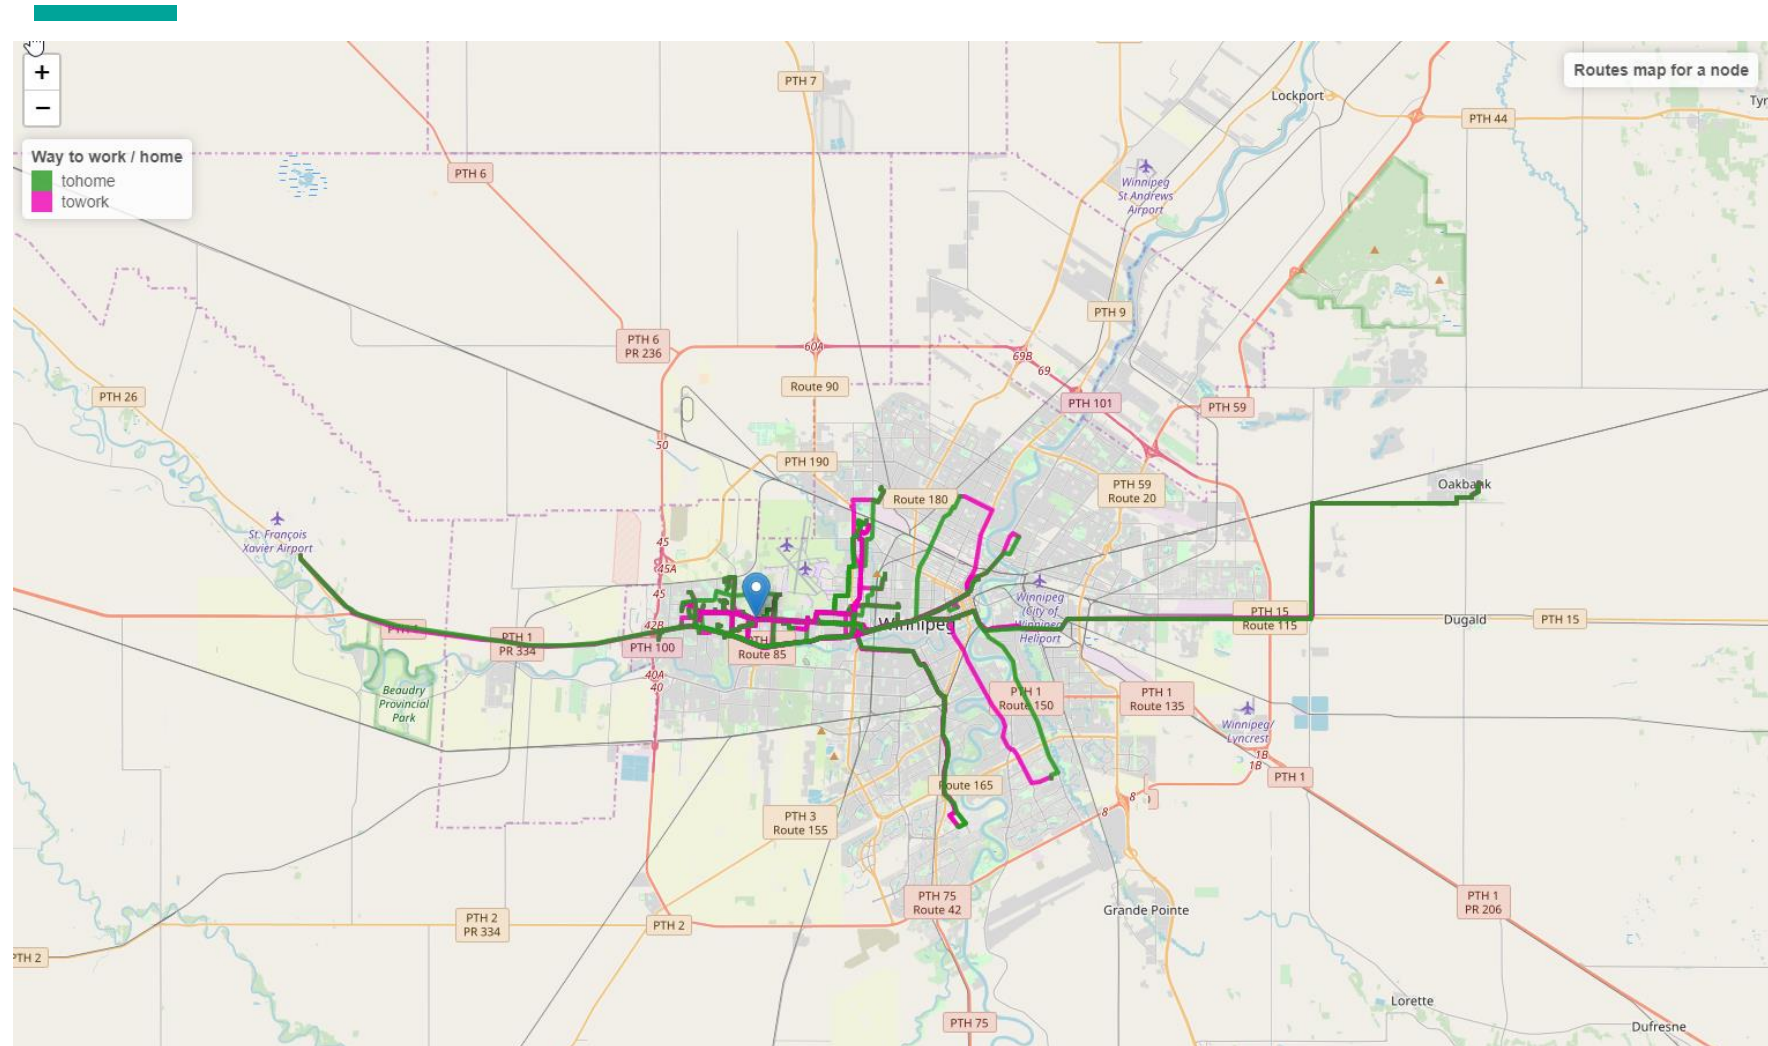 +
−
Routes map for a node
Way to work / home
tohome
towork
Lockport
PTH 7
PTH 44
PTH 6
Winnipeg
St Andrews
Airport
PTH 9
PTH 6
PR 236
60A
69B
69
Route 90
PTH 26
PTH 101
PTH 59
50
PTH 190
PTH 59
Route 20
Route 180
Oakbank
St. François
Xavier Airport
45
45A
45
Winnipeg
(City of
Winnipeg)
Heliport
PTH 15
Route 115
Dugald
PTH 15
Winnipeg
42B
PTH 1
PR 334
PTH 100
Route 85
40A
40
Beaudry
Provincial
Park
PTH 1
Route 150
PTH 1
Route 135
Winnipeg/
Lyncrest
1B
1B
PTH 1
Route 165
8
8
PTH 3
Route 155
PTH 75
Route 42
PTH 1
PR 206
Grande Pointe
PTH 2
PR 334
PTH 2
PTH 2
Lorette
PTH 75
Dufresne